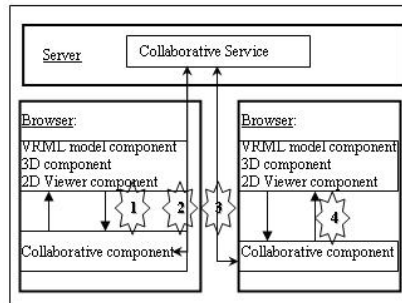 Server
Collaborative Service
Browser:
VRML model component
3D component
2D Viewer component
1
2
3
Collaborative component
Browser:
VRML model component
3D component
2D Viewer component
4
Collaborative component